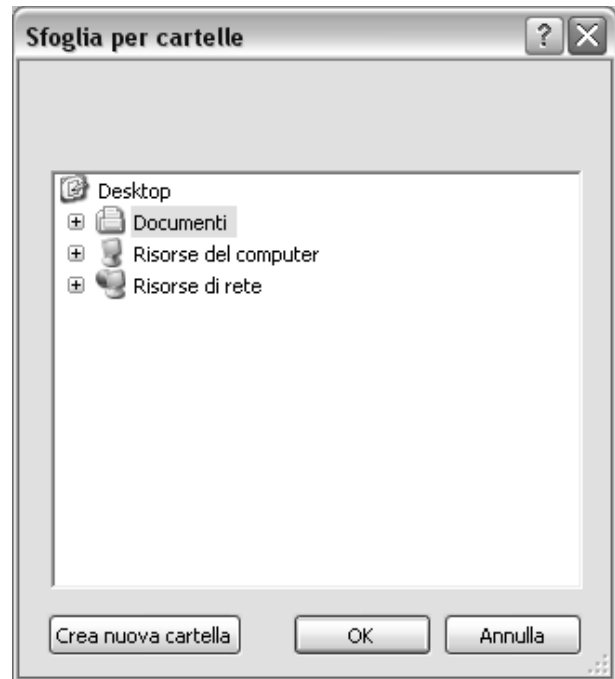 Sfoglia per cartelle
Desktop
Documenti
Risorse del computer
Risorse di rete
Crea nuova cartella OK Annulla